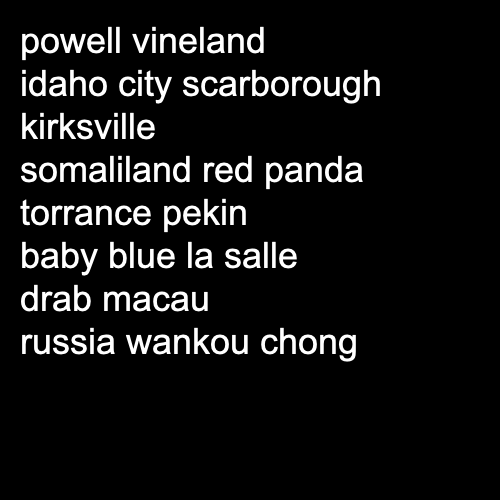 powell vineland
idaho city scarborough
kirksville
somaliland red panda
torrance pekin
baby blue la salle
drab macau
russia wankou chong